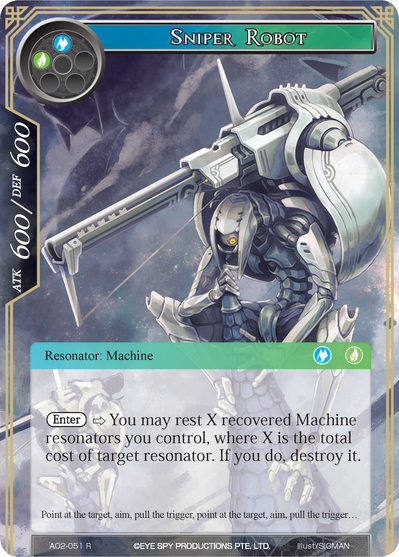 Sniper Robot
ATK 600/DEF 600
Resonator: Machine
Enter ⇨ You may rest X recovered Machine
resonators you control, where X is the total
cost of target resonator. If you do, destroy it.
Point at the target, aim, pull the trigger, point at the target, aim, pull the trigger…
A02-051 R ©EYE SPY PRODUCTIONS PTE. LTD. Illust/SIGMAN